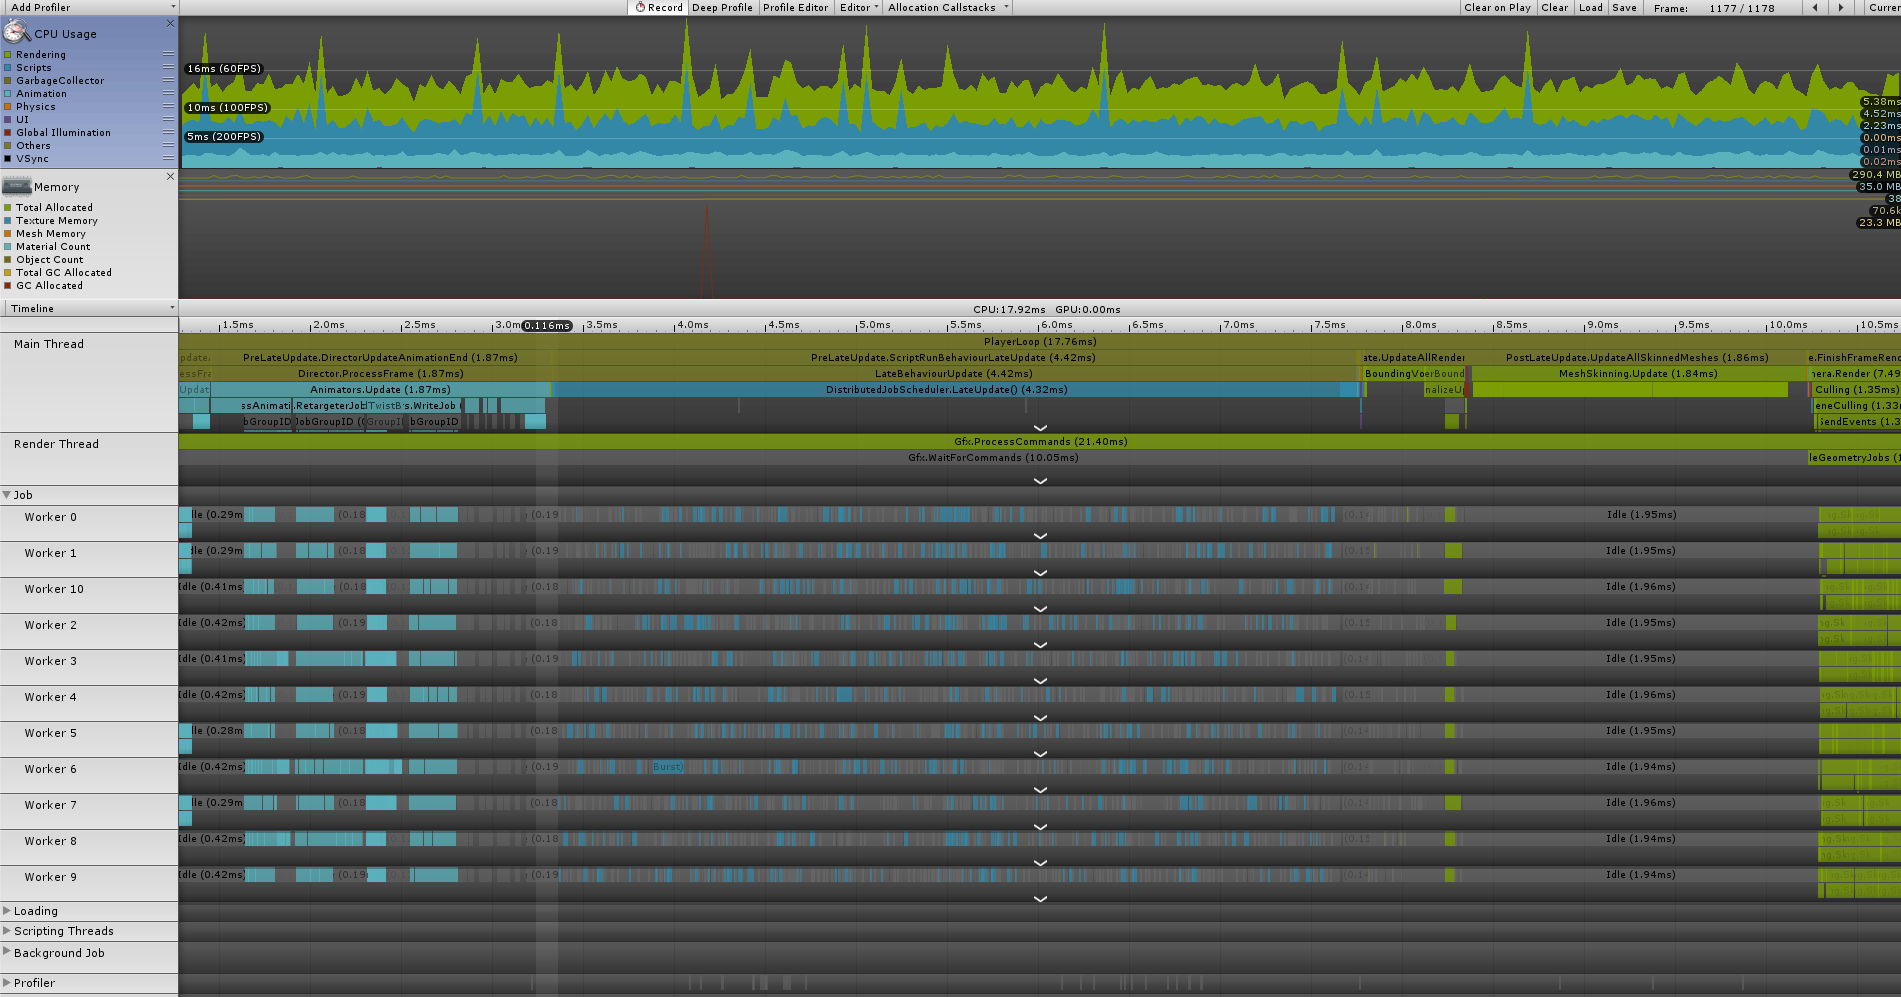 Add Profiler Record Deep Profile Profile Editor Editor Allocation Callstacks Clear on Play Clear Load Save Frame: 1177 / 1178
CPU Usage
Rendering
Scripts
GarbageCollector
Animation
Physics
UI
Global Illumination
Others
VSync
16ms (60FPS)
10ms (100FPS)
5ms (200FPS)
5.38ms
4.52ms
2.23ms
0.00ms
0.01ms
0.02ms
Memory
Total Allocated
Texture Memory
Mesh Memory
Material Count
Object Count
Total GC Allocated
GC Allocated
290.4 MB
35.0 MB
38
70.6k
23.3 MB
Timeline CPU:17.92ms GPU:0.00ms
1.5ms 2.0ms 2.5ms 3.0m 0.116ms 3.5ms 4.0ms 4.5ms 5.0ms 5.5ms 6.0ms 6.5ms 7.0ms 7.5ms 8.0ms 8.5ms 9.0ms 9.5ms 10.0ms 10.5ms
Main Thread
PlayerLoop (17.76ms)
PreLateUpdate.DirectorUpdateAnimationEnd (1.87ms) PreLateUpdate.ScriptRunBehaviourLateUpdate (4.42ms) ate.UpdateAllRender PostLateUpdate.UpdateAllSkinnedMeshes (1.86ms) e.FinishFrameRend
Director.ProcessFrame (1.87ms) LateBehaviourUpdate (4.42ms) MeshSkinning.Update (1.84ms) nera.Render (7.49
Updat Animators.Update (1.87ms) DistributedJobScheduler.LateUpdate() (4.32ms) Culling (1.35ms)
ssAnimati .RetargeterJob TwistB s.WriteJob ( eneCulling (1.33
bGroupID JobGroupID ( GroupI bGroupID SendEvents (1.3
Render Thread
Gfx.ProcessCommands (21.40ms)
Gfx.WaitForCommands (10.05ms) leGeometryJobs (
Job
Worker 0 dle (0.29m (0.18 (0.19 Idle (1.95ms)
Worker 1 dle (0.29m (0.18 (0.19 Idle (1.95ms)
Worker 10 Idle (0.41ms) (0.18 (0.18 Idle (1.96ms)
Worker 2 Idle (0.42ms) (0.19 (0.18 Idle (1.95ms)
Worker 3 Idle (0.41ms) (0.19 Idle (1.95ms)
Worker 4 Idle (0.42ms) (0.19 (0.18 Idle (1.96ms)
Worker 5 dle (0.28m (0.18 (0.18 Idle (1.95ms)
Worker 6 Idle (0.42ms) (0.19 Burst) Idle (1.94ms)
Worker 7 dle (0.29m (0.18 (0.18 Idle (1.96ms)
Worker 8 Idle (0.42ms) (0.18 (0.18 Idle (1.94ms)
Worker 9 Idle (0.42ms) (0.19 (0.19 Idle (1.94ms)
Loading
Scripting Threads
Background Job
Profiler